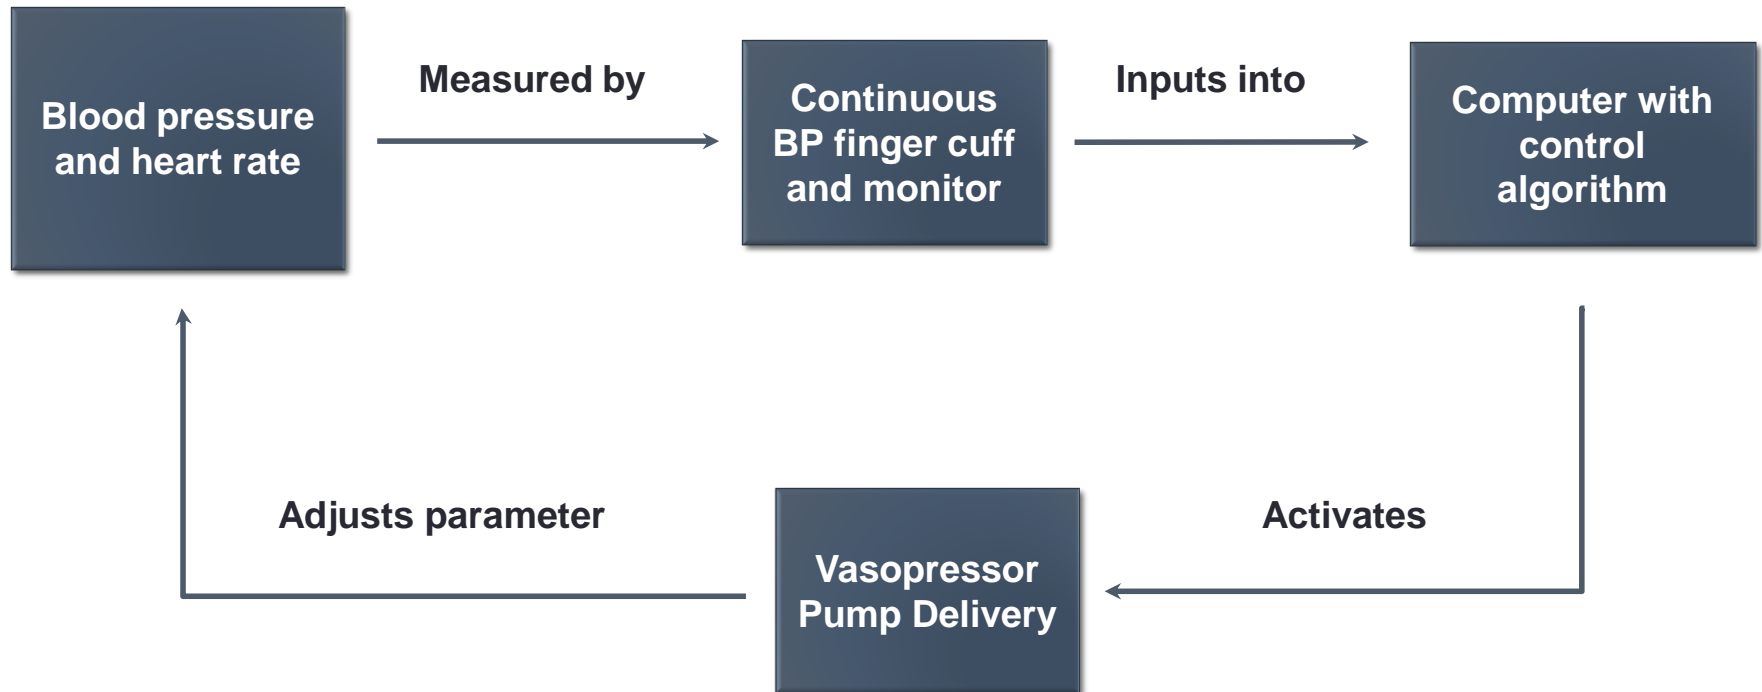 Blood pressure
and heart rate
Measured by
Continuous
BP finger cuff
and monitor
Inputs into
Computer with
control
algorithm
Activates
Vasopressor
Pump Delivery
Adjusts parameter